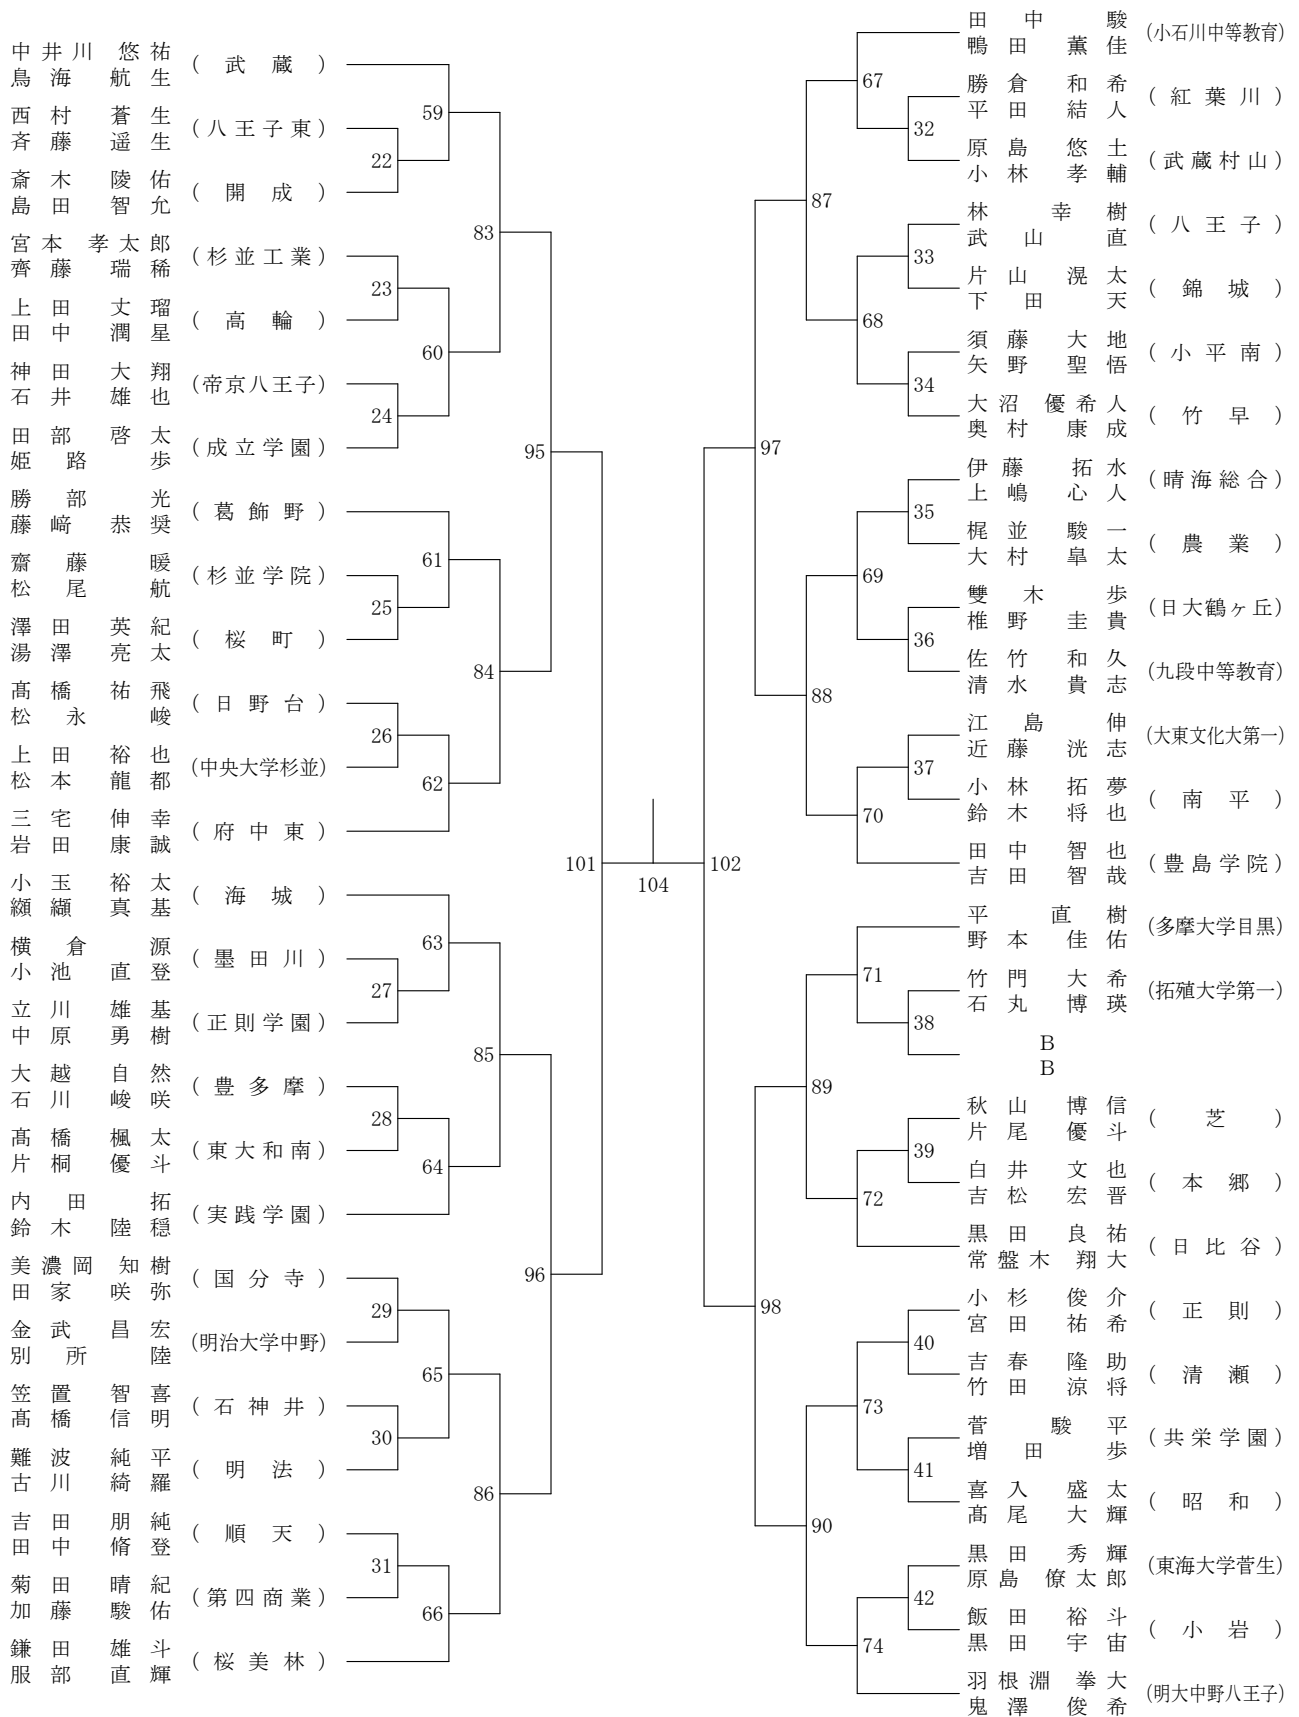 中井川 悠祐
鳥海 航生
(武蔵)
西村 蒼生
斉藤 遥生
(八王子東)
斎木 陵佑
島田 智允
(開成)
宮本 孝太郎
齊藤 瑞稀
(杉並工業)
上田 丈瑠
田中 潤星
(高輪)
神田 大翔
石井 雄也
(帝京八王子)
田部 啓太
姫路 歩
(成立学園)
勝部 光
藤﨑 恭奨
(葛飾野)
齋藤 暖
松尾 航
(杉並学院)
澤田 英紀
湯澤 亮太
(桜町)
髙橋 祐飛
松永 峻
(日野台)
上田 裕也
松本 龍都
(中央大学杉並)
三宅 伸幸
岩田 康誠
(府中東)
小玉 裕太
纐纈 真基
(海城)
横倉 源
小池 直登
(墨田川)
立川 雄基
中原 勇樹
(正則学園)
大越 自然
石川 峻咲
(豊多摩)
髙橋 楓太
片桐 優斗
(東大和南)
内田 拓
鈴木 陸穏
(実践学園)
美濃岡 知樹
田家 咲弥
(国分寺)
金武 昌宏
別所 陸
(明治大学中野)
笠置 智喜
髙橋 信明
(石神井)
難波 純平
古川 綺羅
(明法)
吉田 朋純
田中 脩登
(順天)
菊田 晴紀
加藤 駿佑
(第四商業)
鎌田 雄斗
服部 直輝
(桜美林)
59
22
83
23
60
24
95
61
25
84
26
62
101
63
27
85
28
64
96
29
65
30
86
31
66
104
102
67
32
87
33
68
34
97
35
69
36
88
37
70
71
38
89
39
72
98
40
73
41
90
42
74
田中 駿
鴨田 薫佳
(小石川中等教育)
勝倉 和希
平田 結人
(紅葉川)
原島 悠土
小林 孝輔
(武蔵村山)
林 幸樹
武山 直
(八王子)
片山 滉太
下田 天
(錦城)
須藤 大地
矢野 聖悟
(小平南)
大沼 優希人
奥村 康成
(竹早)
伊藤 拓水
上嶋 心人
(晴海総合)
梶並 駿一
大村 皐太
(農業)
雙木 歩
椎野 圭貴
(日大鶴ヶ丘)
佐竹 和久
清水 貴志
(九段中等教育)
江島 伸
近藤 洸志
(大東文化大第一)
小林 拓夢
鈴木 将也
(南平)
田中 智也
吉田 智哉
(豊島学院)
平 直樹
野本 佳佑
(多摩大学目黒)
竹門 大希
石丸 博瑛
(拓殖大学第一)
B
B
秋山 博信
片尾 優斗
(芝)
白井 文也
吉松 宏晋
(本郷)
黒田 良祐
常盤木 翔大
(日比谷)
小杉 俊介
宮田 祐希
(正則)
吉春 隆助
竹田 涼将
(清瀬)
菅 駿平
増田 歩
(共栄学園)
喜入 盛太
髙尾 大輝
(昭和)
黒田 秀輝
原島 僚太郎
(東海大学菅生)
飯田 裕斗
黒田 宇宙
(小岩)
羽根淵 拳大
鬼澤 俊希
(明大中野八王子)